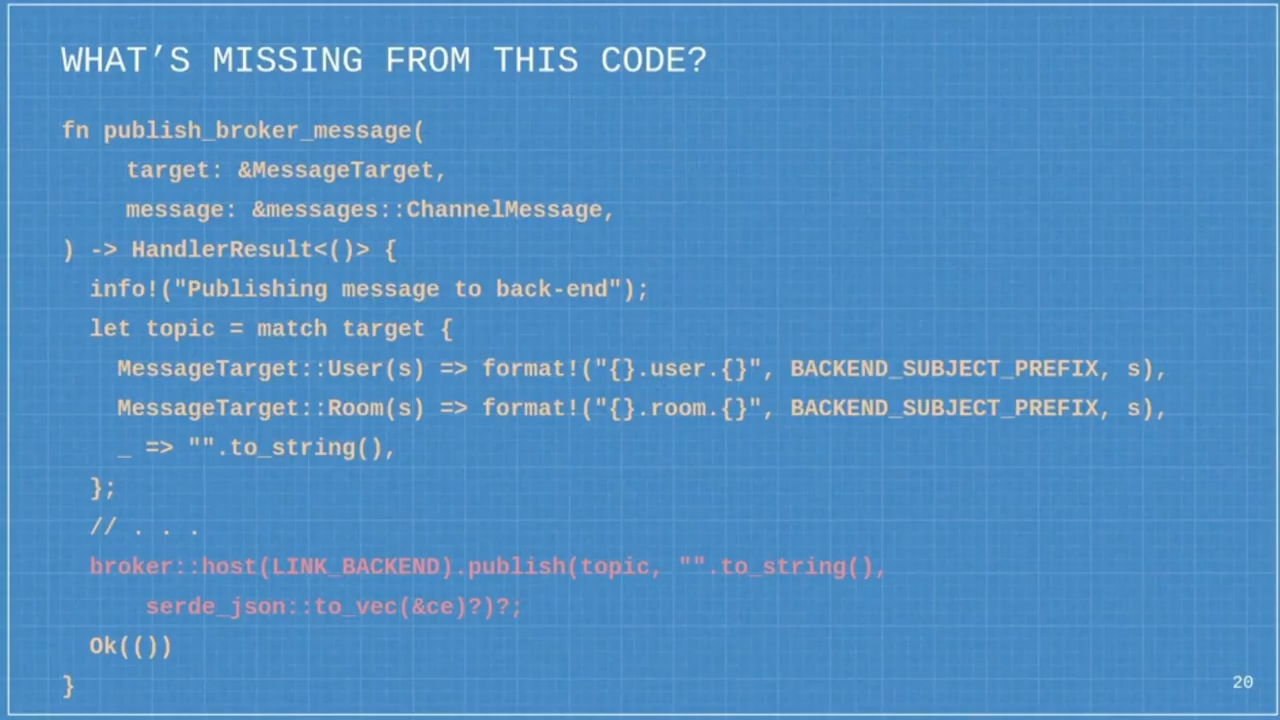 WHAT’S MISSING FROM THIS CODE?
fn publish_broker_message(
target: &MessageTarget,
message: &messages::ChannelMessage,
) -> HandlerResult<()> {
info!("Publishing message to back-end");
let topic = match target {
MessageTarget::User(s) => format!("{}.user.{}", BACKEND_SUBJECT_PREFIX, s),
MessageTarget::Room(s) => format!("{}.room.{}", BACKEND_SUBJECT_PREFIX, s),
_ => "".to_string(),
};
// . . .
broker::host(LINK_BACKEND).publish(topic, "".to_string(),
serde_json::to_vec(&ce)?)?;
Ok(())
}
20